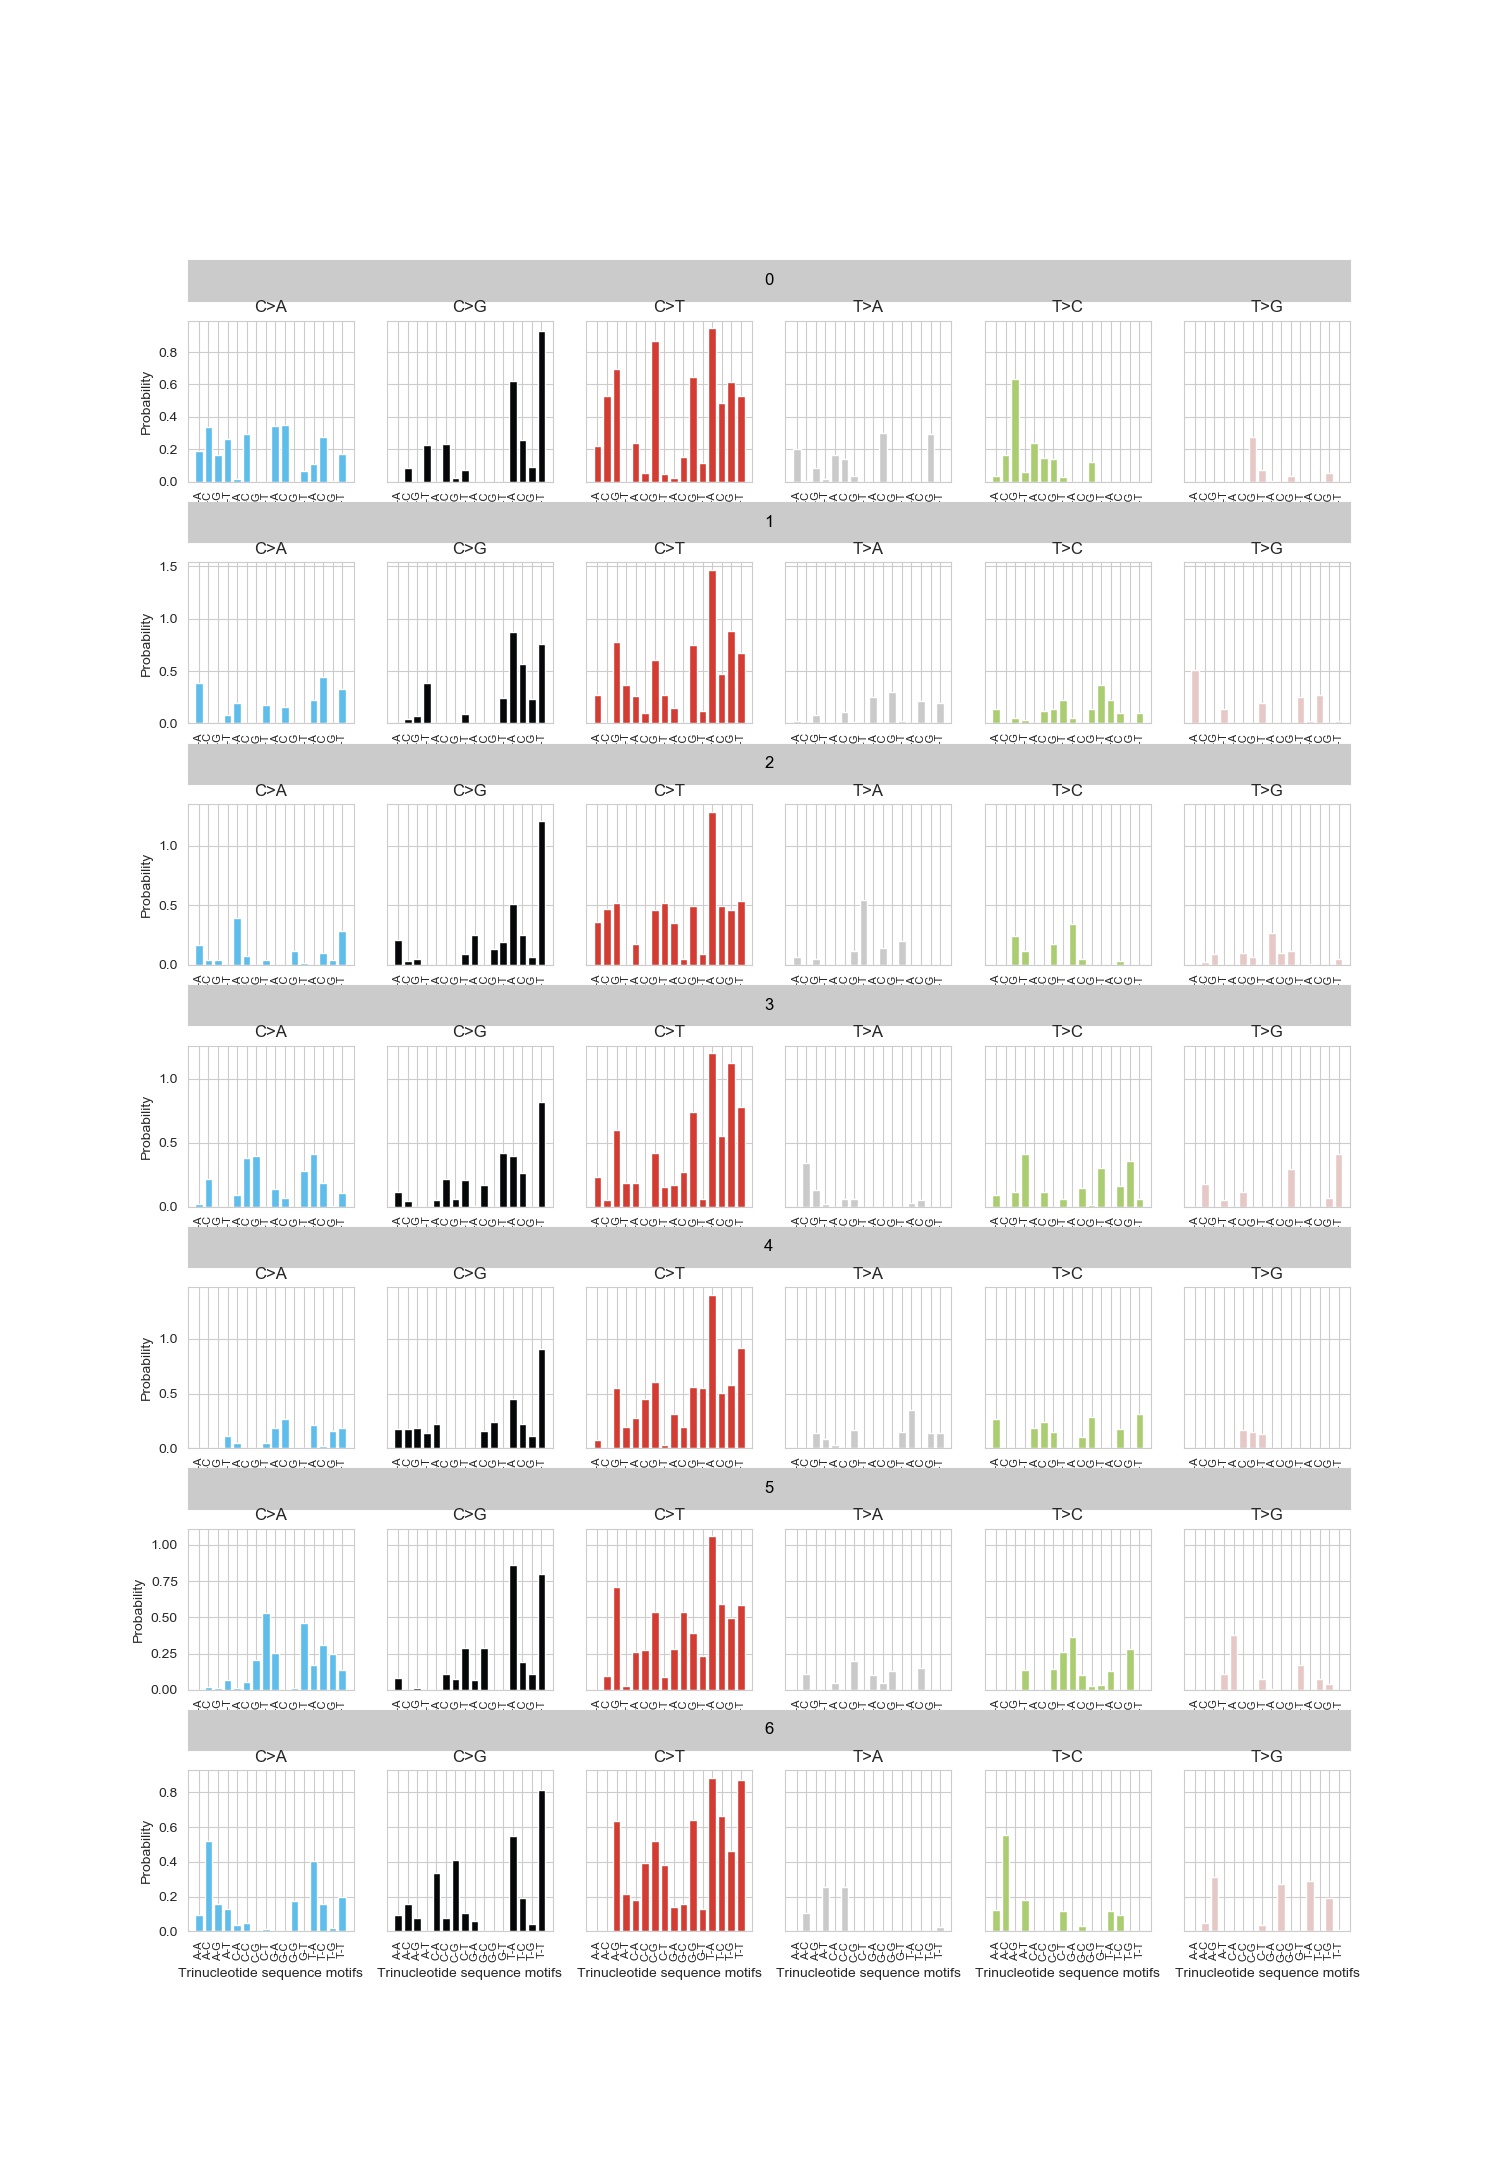 0
C>A C>G C>T T>A T>C T>G
Probability
0.8
0.6
0.4
0.2
0.0
1
C>A C>G C>T T>A T>C T>G
Probability
1.5
1.0
0.5
0.0
2
C>A C>G C>T T>A T>C T>G
Probability
1.0
0.5
0.0
3
C>A C>G C>T T>A T>C T>G
Probability
1.0
0.5
0.0
4
C>A C>G C>T T>A T>C T>G
Probability
1.0
0.5
0.0
5
C>A C>G C>T T>A T>C T>G
Probability
1.00
0.75
0.50
0.25
0.00
6
C>A C>G C>T T>A T>C T>G
Probability
0.8
0.6
0.4
0.2
0.0
A-A A-C A-G A-T C-A C-C C-G C-T G-A G-C G-G G-T T-A T-C T-G T-T
A-A A-C A-G A-T C-A C-C C-G C-T G-A G-C G-G G-T T-A T-C T-G T-T
A-A A-C A-G A-T C-A C-C C-G C-T G-A G-C G-G G-T T-A T-C T-G T-T
A-A A-C A-G A-T C-A C-C C-G C-T G-A G-C G-G G-T T-A T-C T-G T-T
A-A A-C A-G A-T C-A C-C C-G C-T G-A G-C G-G G-T T-A T-C T-G T-T
A-A A-C A-G A-T C-A C-C C-G C-T G-A G-C G-G G-T T-A T-C T-G T-T
Trinucleotide sequence motifs Trinucleotide sequence motifs Trinucleotide sequence motifs Trinucleotide sequence motifs Trinucleotide sequence motifs Trinucleotide sequence motifs